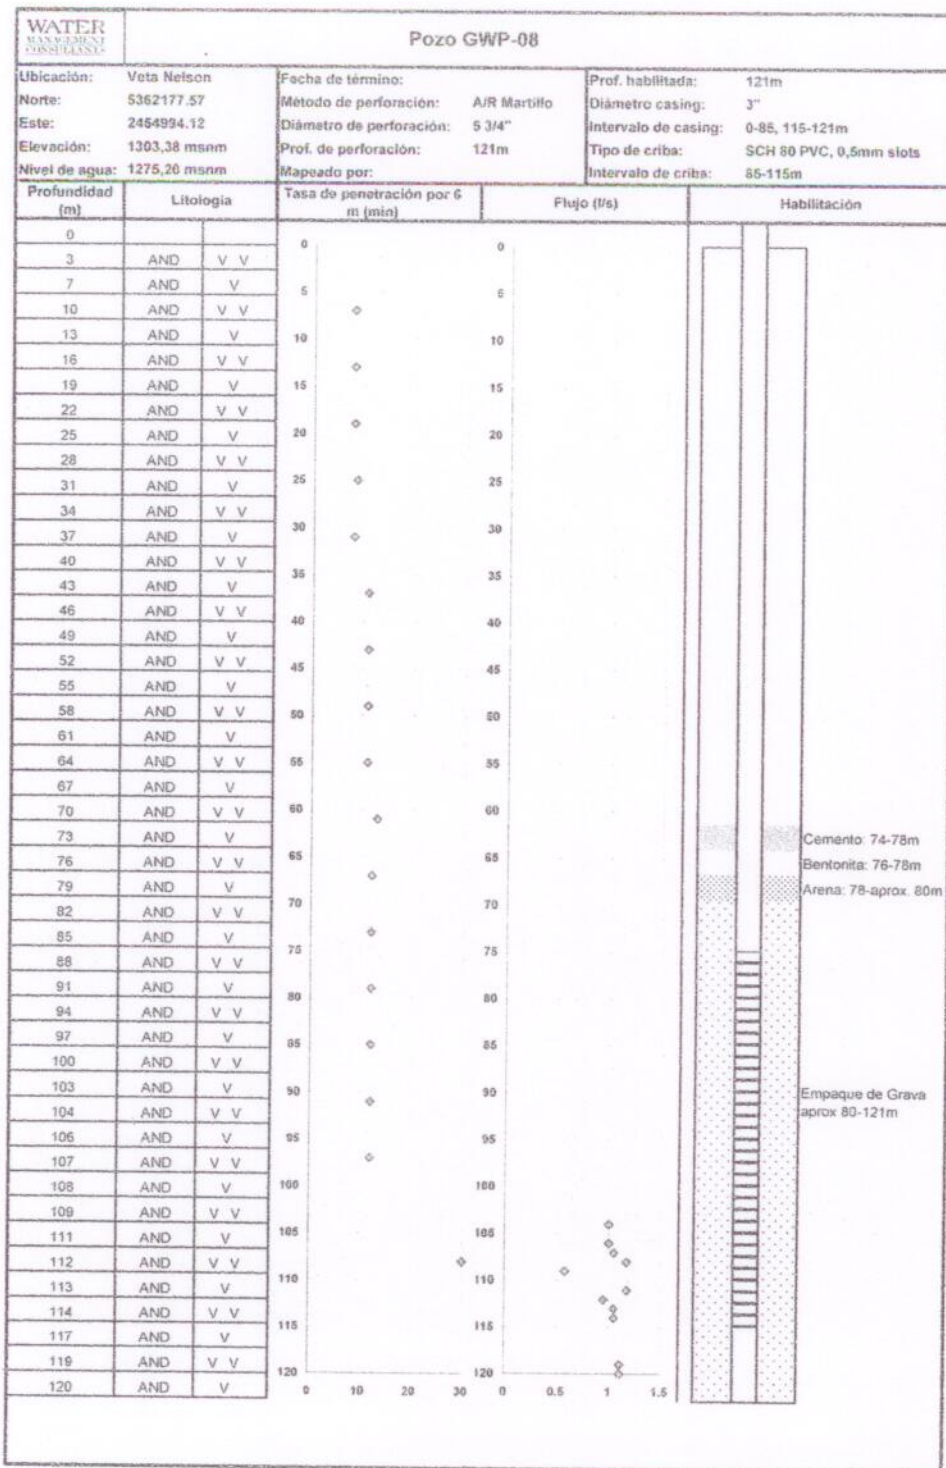 WATER
MANAGEMENT
CONSULTANTS
Pozo GWP-08
Ubicación: Veta Nelson
Norte: 5362177.57
Este: 2454994.12
Elevación: 1303,38 msnm
Nivel de agua: 1275,20 msnm
Fecha de término:
Método de perforación: A/R Martillo
Diámetro de perforación: 5 3/4"
Prof. de perforación: 121m
Mapeado por:
Prof. habilitada: 121m
Diámetro casing: 3"
Intervalo de casing: 0-85, 115-121m
Tipo de criba: SCH 80 PVC, 0,5mm slots
Intervalo de criba: 85-115m
Profundidad (m)
Litología
Tasa de penetración por 6 m (min)
Flujo (l/s)
Habilitación
0
3 AND V V
7 AND V
10 AND V V
13 AND V
16 AND V V
19 AND V
22 AND V V
25 AND V
28 AND V V
31 AND V
34 AND V V
37 AND V
40 AND V V
43 AND V
46 AND V V
49 AND V
52 AND V V
55 AND V
58 AND V V
61 AND V
64 AND V V
67 AND V
70 AND V V
73 AND V
76 AND V V
79 AND V
82 AND V V
85 AND V
88 AND V V
91 AND V
94 AND V V
97 AND V
100 AND V V
103 AND V
104 AND V V
106 AND V
107 AND V V
108 AND V
109 AND V V
111 AND V
112 AND V V
113 AND V
114 AND V V
117 AND V
119 AND V V
120 AND V
0
5
10
15
20
25
30
35
40
45
50
55
60
65
70
75
80
85
90
95
100
105
110
115
120
0 10 20 30
0
5
10
15
20
25
30
35
40
45
50
55
60
65
70
75
80
85
90
95
100
105
110
115
120
0 0.5 1 1.5
Cemento: 74-78m
Bentonita: 76-78m
Arena: 78-aprox. 80m
Empaque de Grava
aprox 80-121m